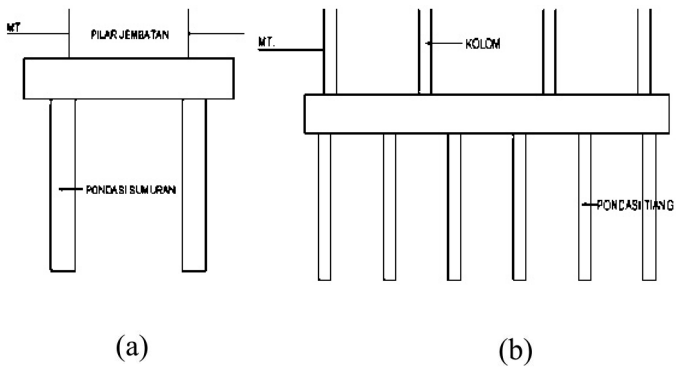 MT
PILAR JEMBATAN
PONDASI SUMURAN
(a)
MT.
KOLOM
PONDASI TIANG
(b)